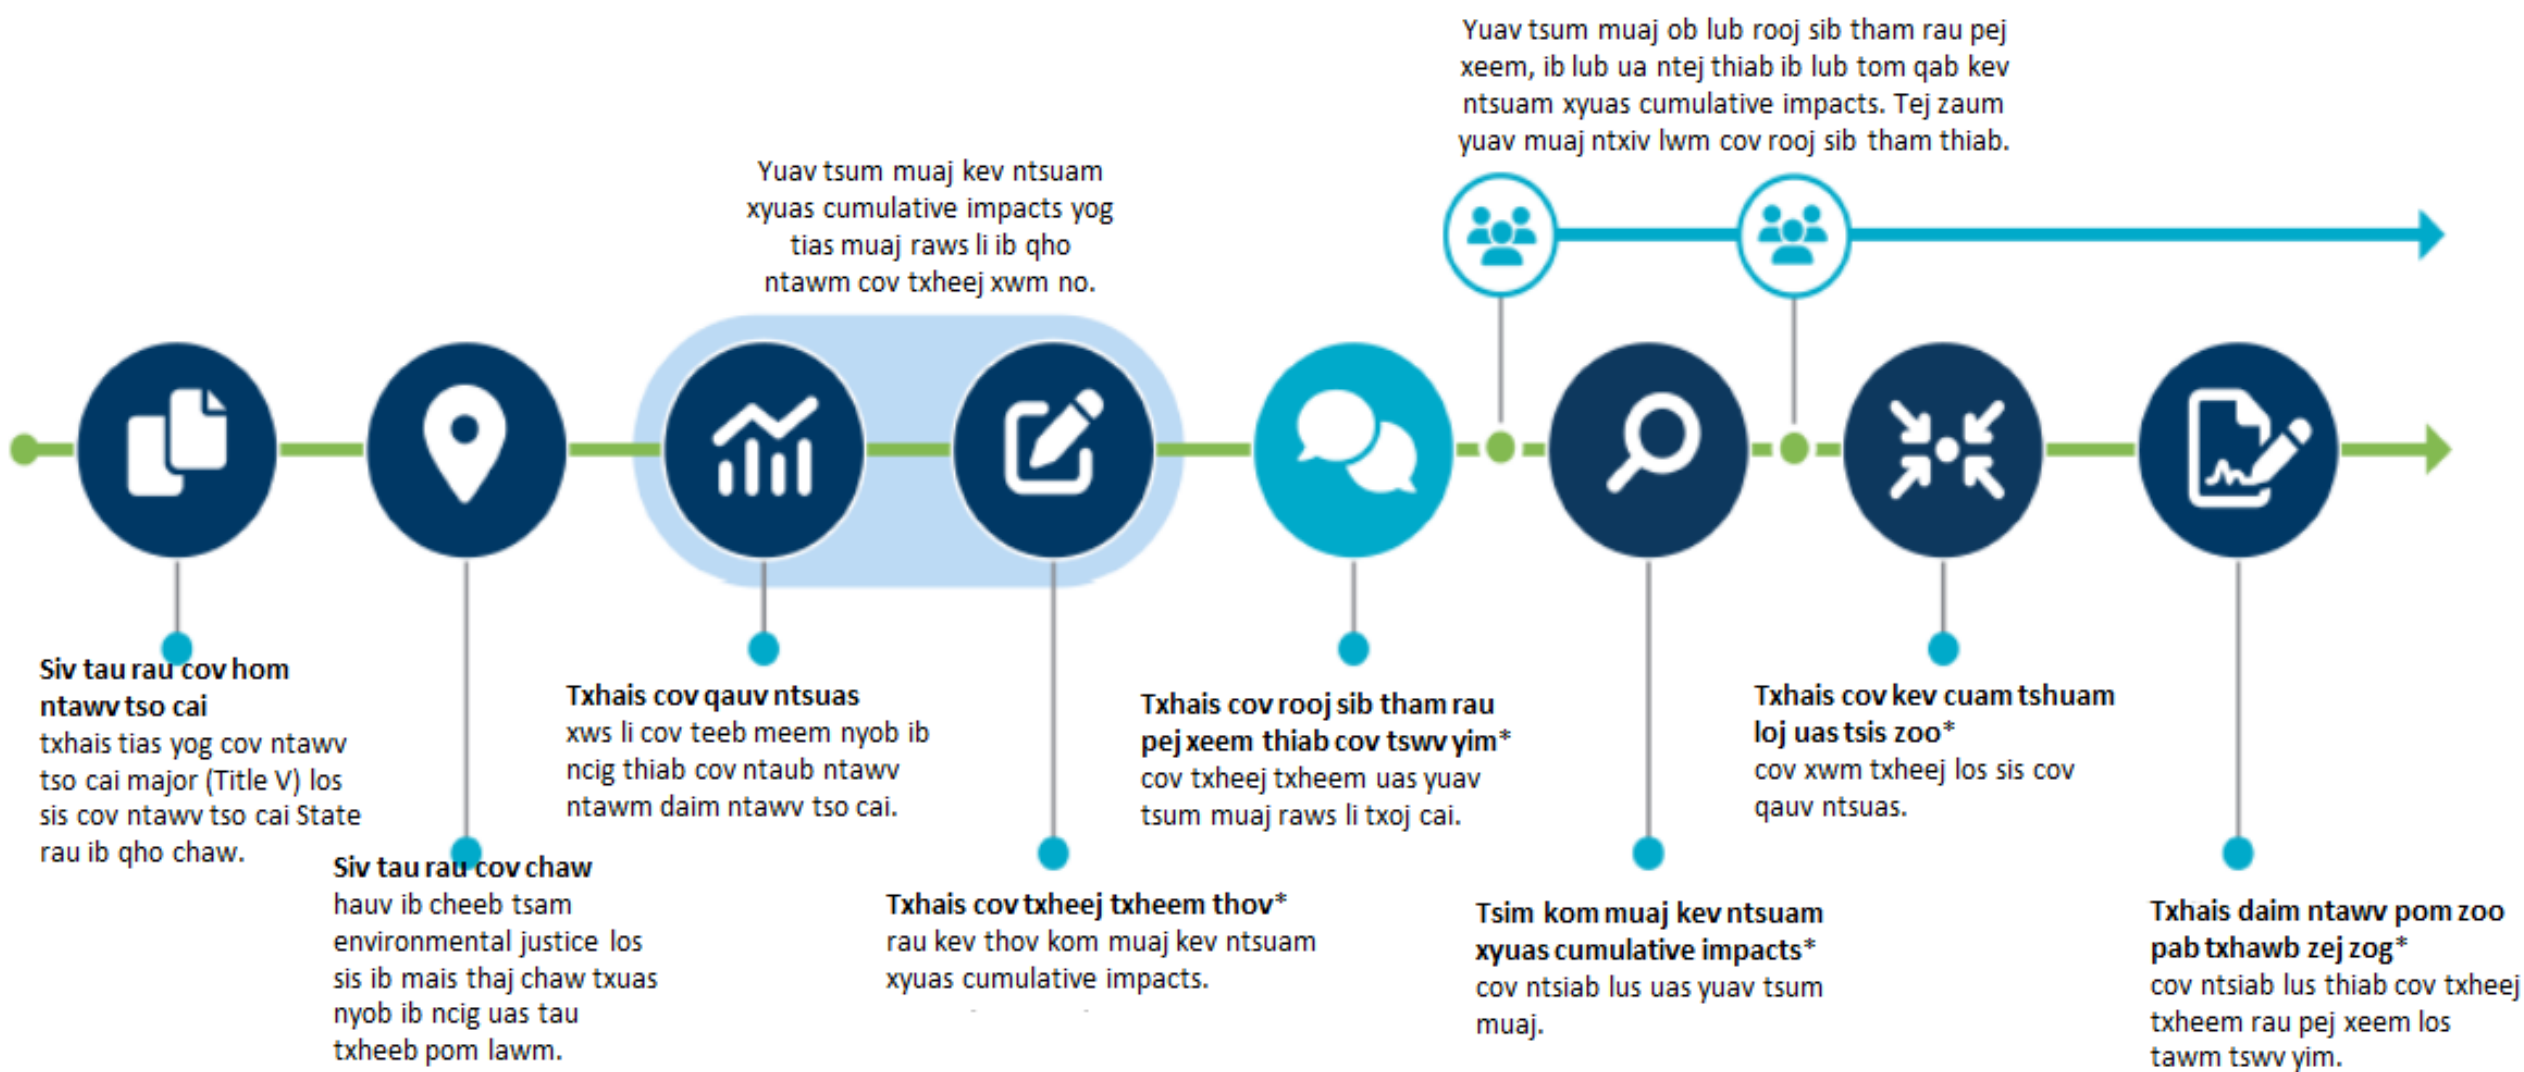 Yuav tsum muaj ob lub rooj sib tham rau pej
xeem, ib lub ua ntej thiab ib lub tom qab kev
ntsuam xyuas cumulative impacts. Tej zaum
yuav muaj ntxiv lwm cov rooj sib tham thiab.
Yuav tsum muaj kev ntsuam
xyuas cumulative impacts yog
tias muaj raws li ib qho
ntawm cov txheej xwm no.
Siv tau rau cov hom
ntawv tso cai
txhais tias yog cov ntawv
tso cai major (Title V) los
sis cov ntawv tso cai State
rau ib qho chaw.
Siv tau rau cov chaw
hauv ib cheeb tsam
environmental justice los
sis ib mais thaj chaw txuas
nyob ib ncig uas tau
txheeb pom lawm.
Txhais cov qauv ntsuas
xws li cov teeb meem nyob ib
ncig thiab cov ntaub ntawv
ntawm daim ntawv tso cai.
Txhais cov txheej txheem thov*
rau kev thov kom muaj kev ntsuam
xyuas cumulative impacts.
Txhais cov rooj sib tham rau
pej xeem thiab cov tswv yim*
cov txheej txheem uas yuav
tsum muaj raws li txoj cai.
Tsim kom muaj kev ntsuam
xyuas cumulative impacts*
cov ntsiab lus uas yuav tsum
muaj.
Txhais cov kev cuam tshuam
loj uas tsis zoo*
cov xwm txheej los sis cov
qauv ntsuas.
Txhais daim ntawv pom zoo
pab txhawb zej zog*
cov ntsiab lus thiab cov txheej
txheem rau pej xeem los
tawm tswv yim.